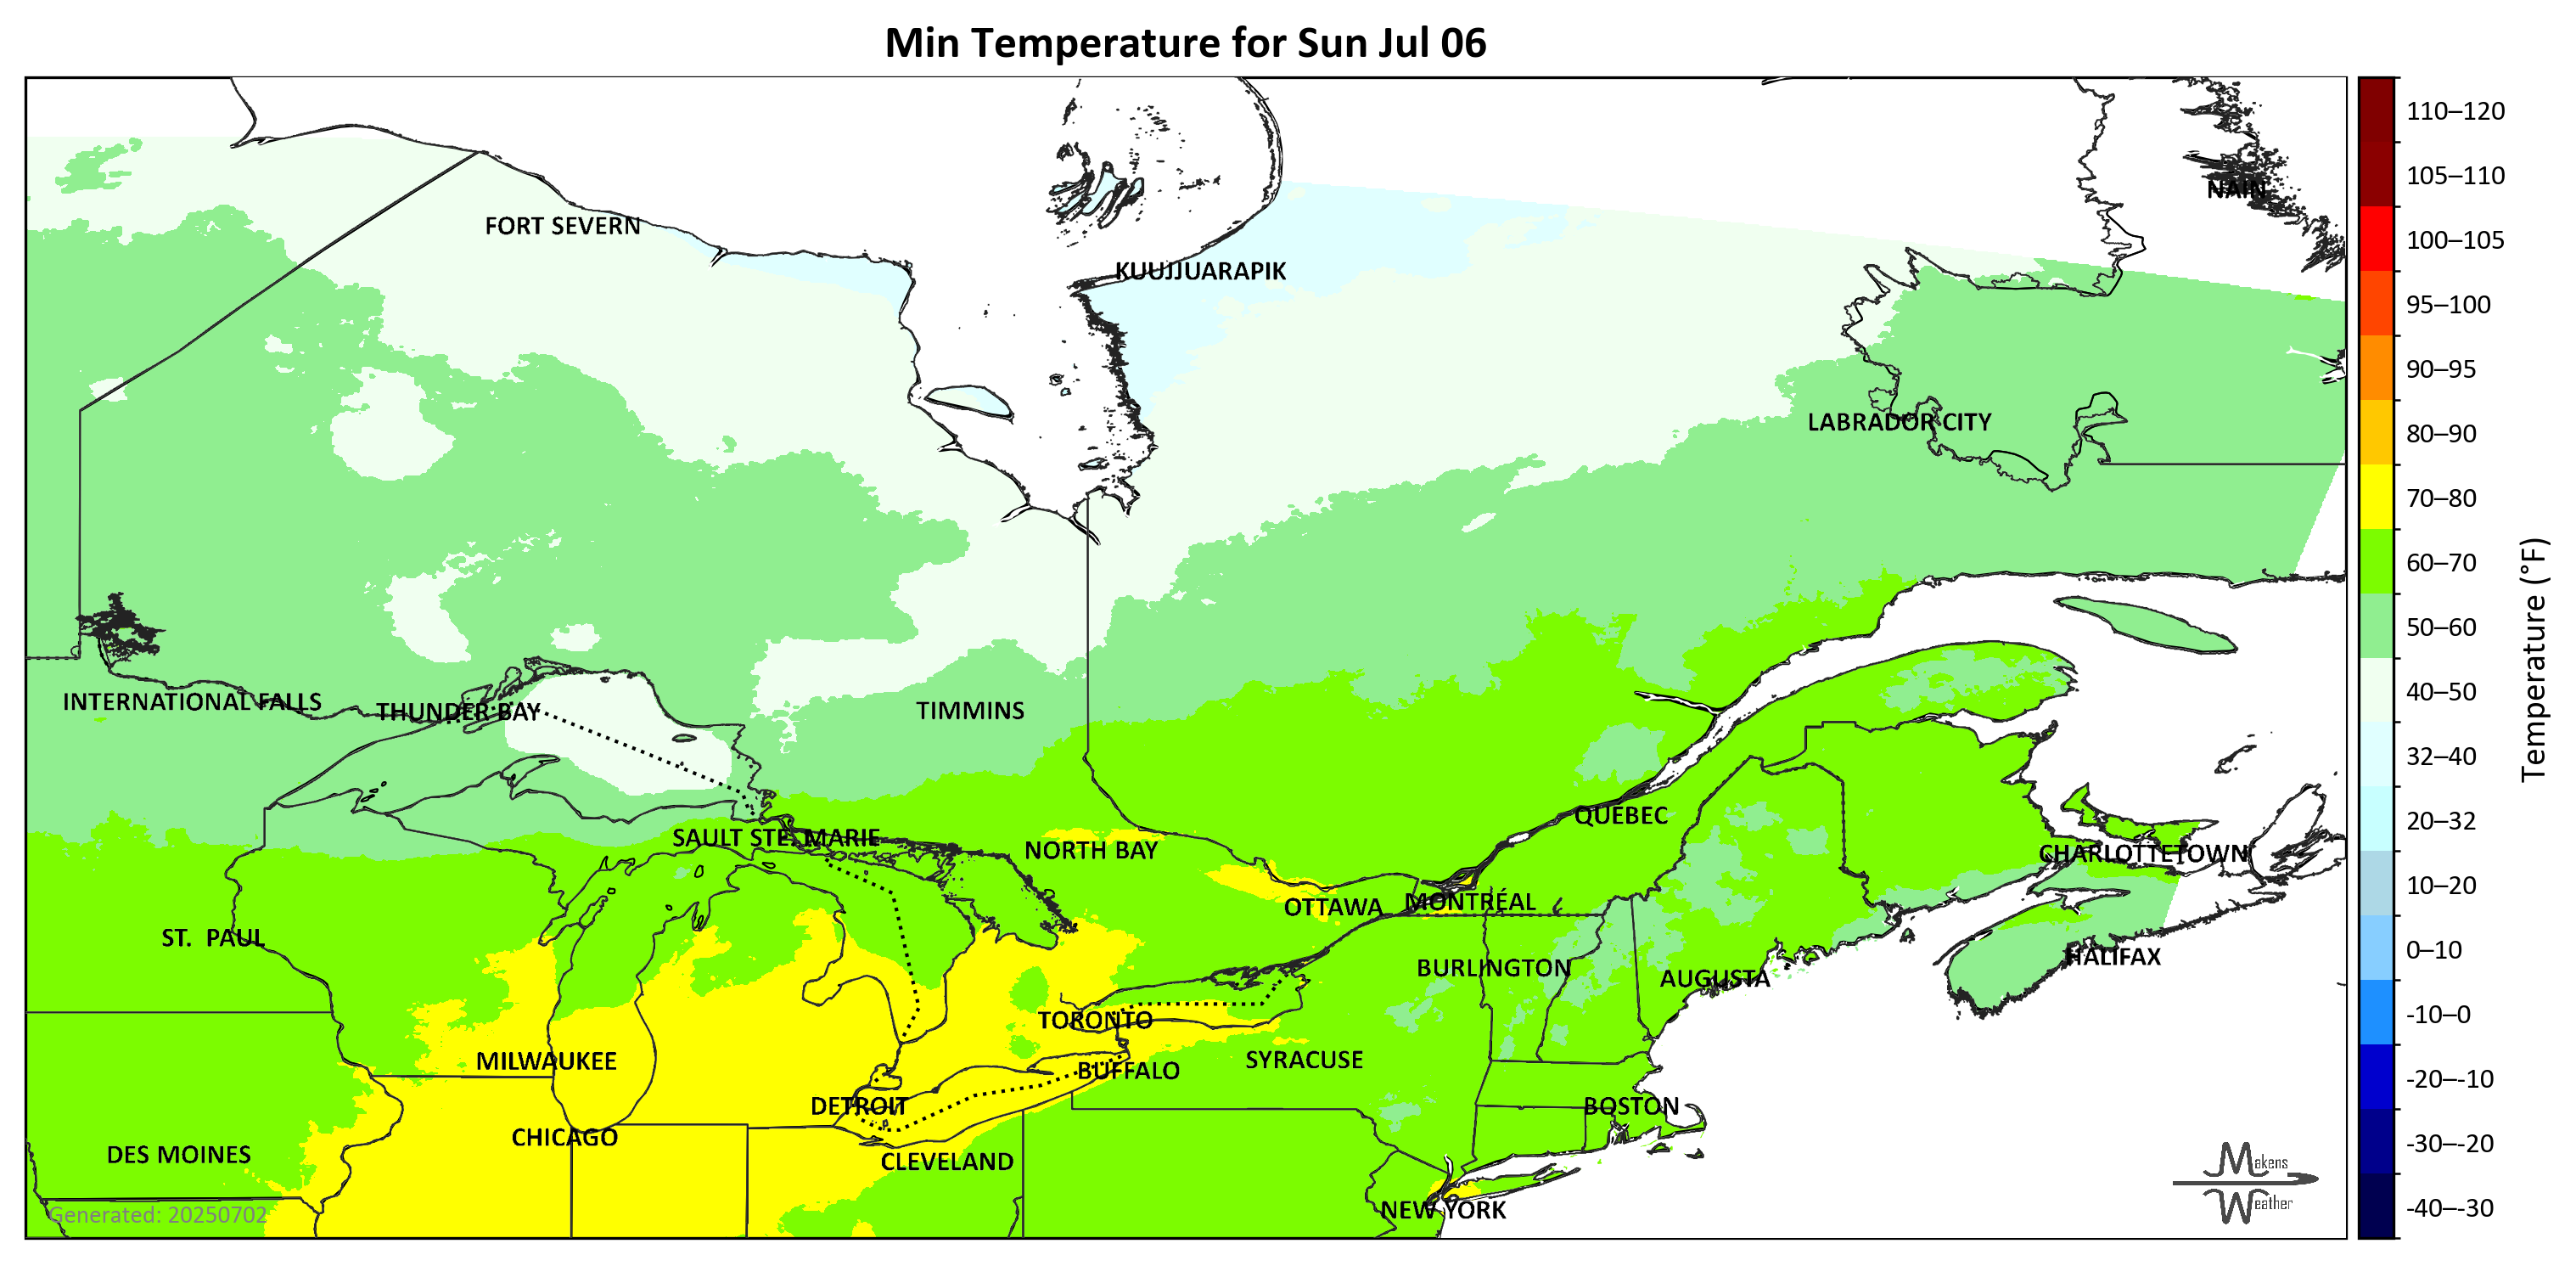 Min Temperature for Sun Jul 06
NAIN
FORT SEVERN
KUUJJUARAPIK
LABRADOR CITY
INTERNATIONAL FALLS
THUNDER BAY
TIMMINS
QUEBEC
SAULT STE. MARIE
NORTH BAY
CHARLOTTETOWN
OTTAWA
MONTRÉAL
ST. PAUL
HALIFAX
BURLINGTON
AUGUSTA
TORONTO
MILWAUKEE
SYRACUSE
BUFFALO
DETROIT
BOSTON
CHICAGO
DES MOINES
CLEVELAND
NEW YORK
Generated: 20250702
Makens
Weather
110–120
105–110
100–105
95–100
90–95
80–90
70–80
60–70
50–60
40–50
32–40
20–32
10–20
0–10
-10–0
-20–-10
-30–-20
-40–-30
Temperature (°F)